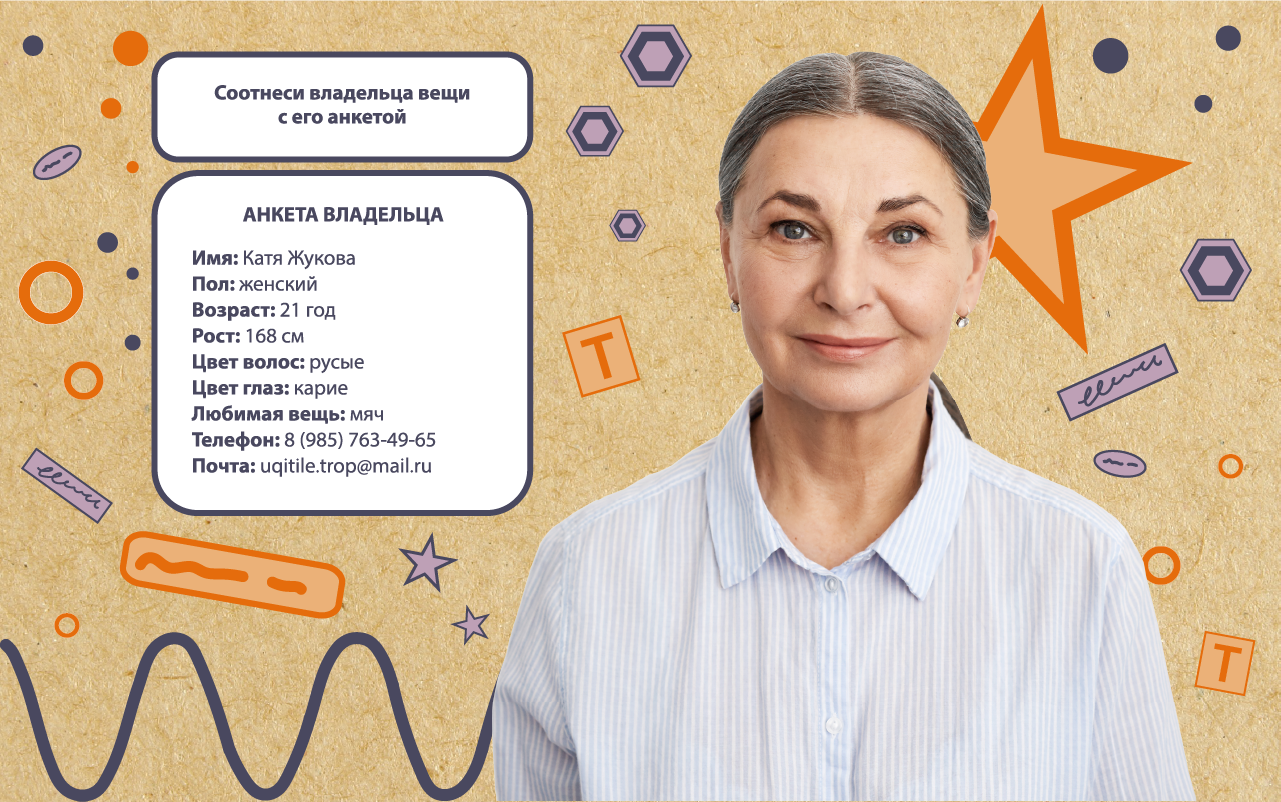 Соотнеси владельца вещи
с его анкетой
АНКЕТА ВЛАДЕЛЬЦА
Имя: Катя Жукова
Пол: женский
Возраст: 21 год
Рост: 168 см
Цвет волос: русые
Цвет глаз: карие
Любимая вещь: мяч
Телефон: 8 (985) 763-49-65
Почта: uqitile.trop@mail.ru
Т
Т